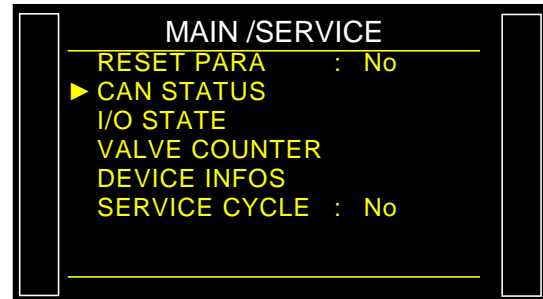 MAIN /SERVICE
RESET PARA : No
► CAN STATUS
I/O STATE
VALVE COUNTER
DEVICE INFOS
SERVICE CYCLE : No